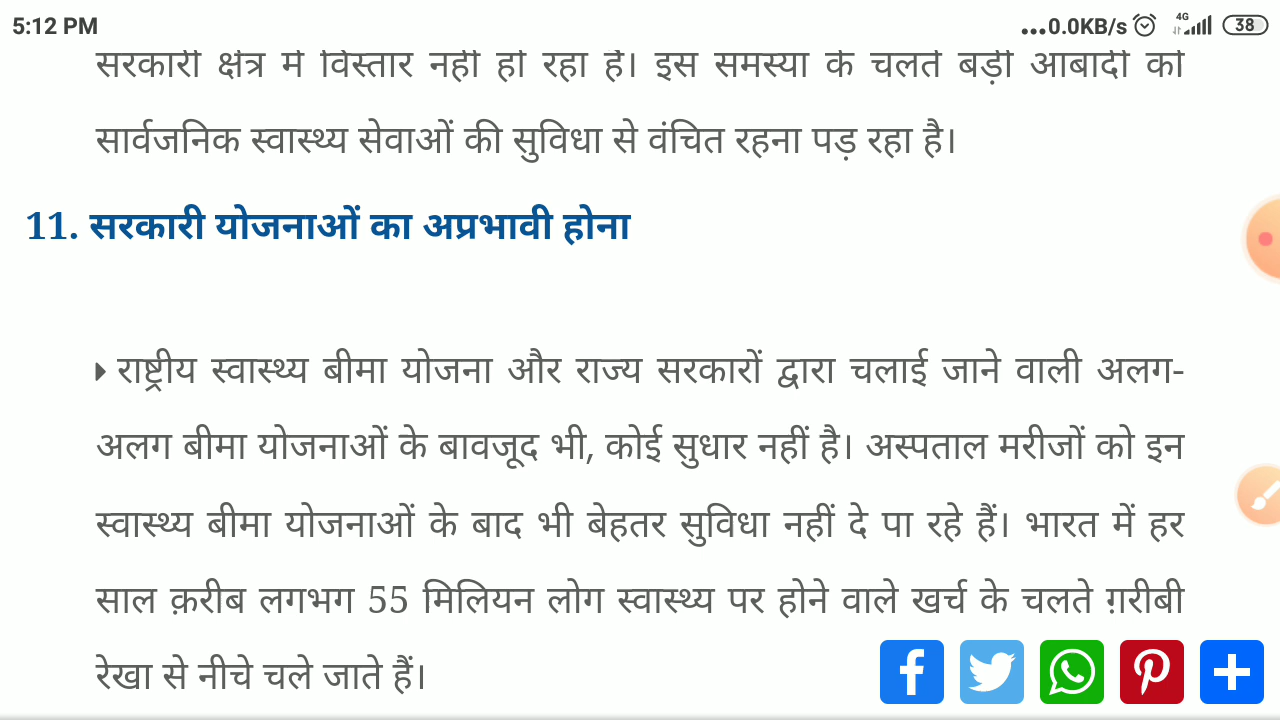 5:12 PM
...0.0KB/s 4G 38
सरकारी क्षेत्र में विस्तार नहीं हो रहा है। इस समस्या के चलते बड़ी आबादी को
सार्वजनिक स्वास्थ्य सेवाओं की सुविधा से वंचित रहना पड़ रहा है।
11. सरकारी योजनाओं का अप्रभावी होना
राष्ट्रीय स्वास्थ्य बीमा योजना और राज्य सरकारों द्वारा चलाई जाने वाली अलग-
अलग बीमा योजनाओं के बावजूद भी, कोई सुधार नहीं है। अस्पताल मरीजों को इन
स्वास्थ्य बीमा योजनाओं के बाद भी बेहतर सुविधा नहीं दे पा रहे हैं। भारत में हर
साल क़रीब लगभग 55 मिलियन लोग स्वास्थ्य पर होने वाले खर्च के चलते ग़रीबी
रेखा से नीचे चले जाते हैं।